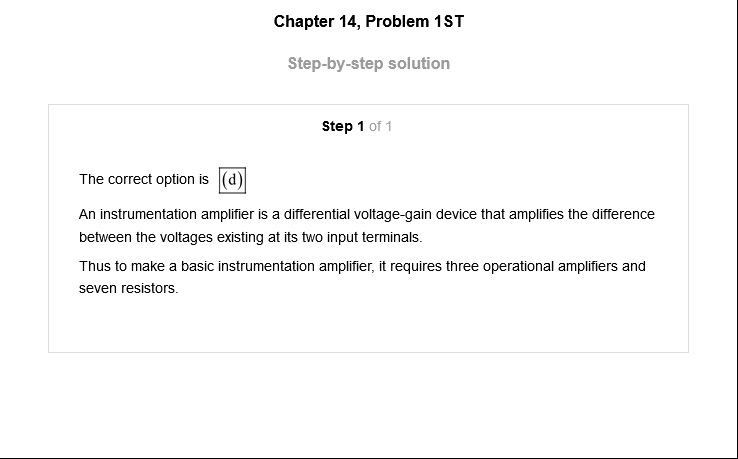 Chapter 14, Problem 1ST
Step-by-step solution
Step 1 of 1
The correct option is (d)
An instrumentation amplifier is a differential voltage-gain device that amplifies the difference
between the voltages existing at its two input terminals.
Thus to make a basic instrumentation amplifier, it requires three operational amplifiers and
seven resistors.